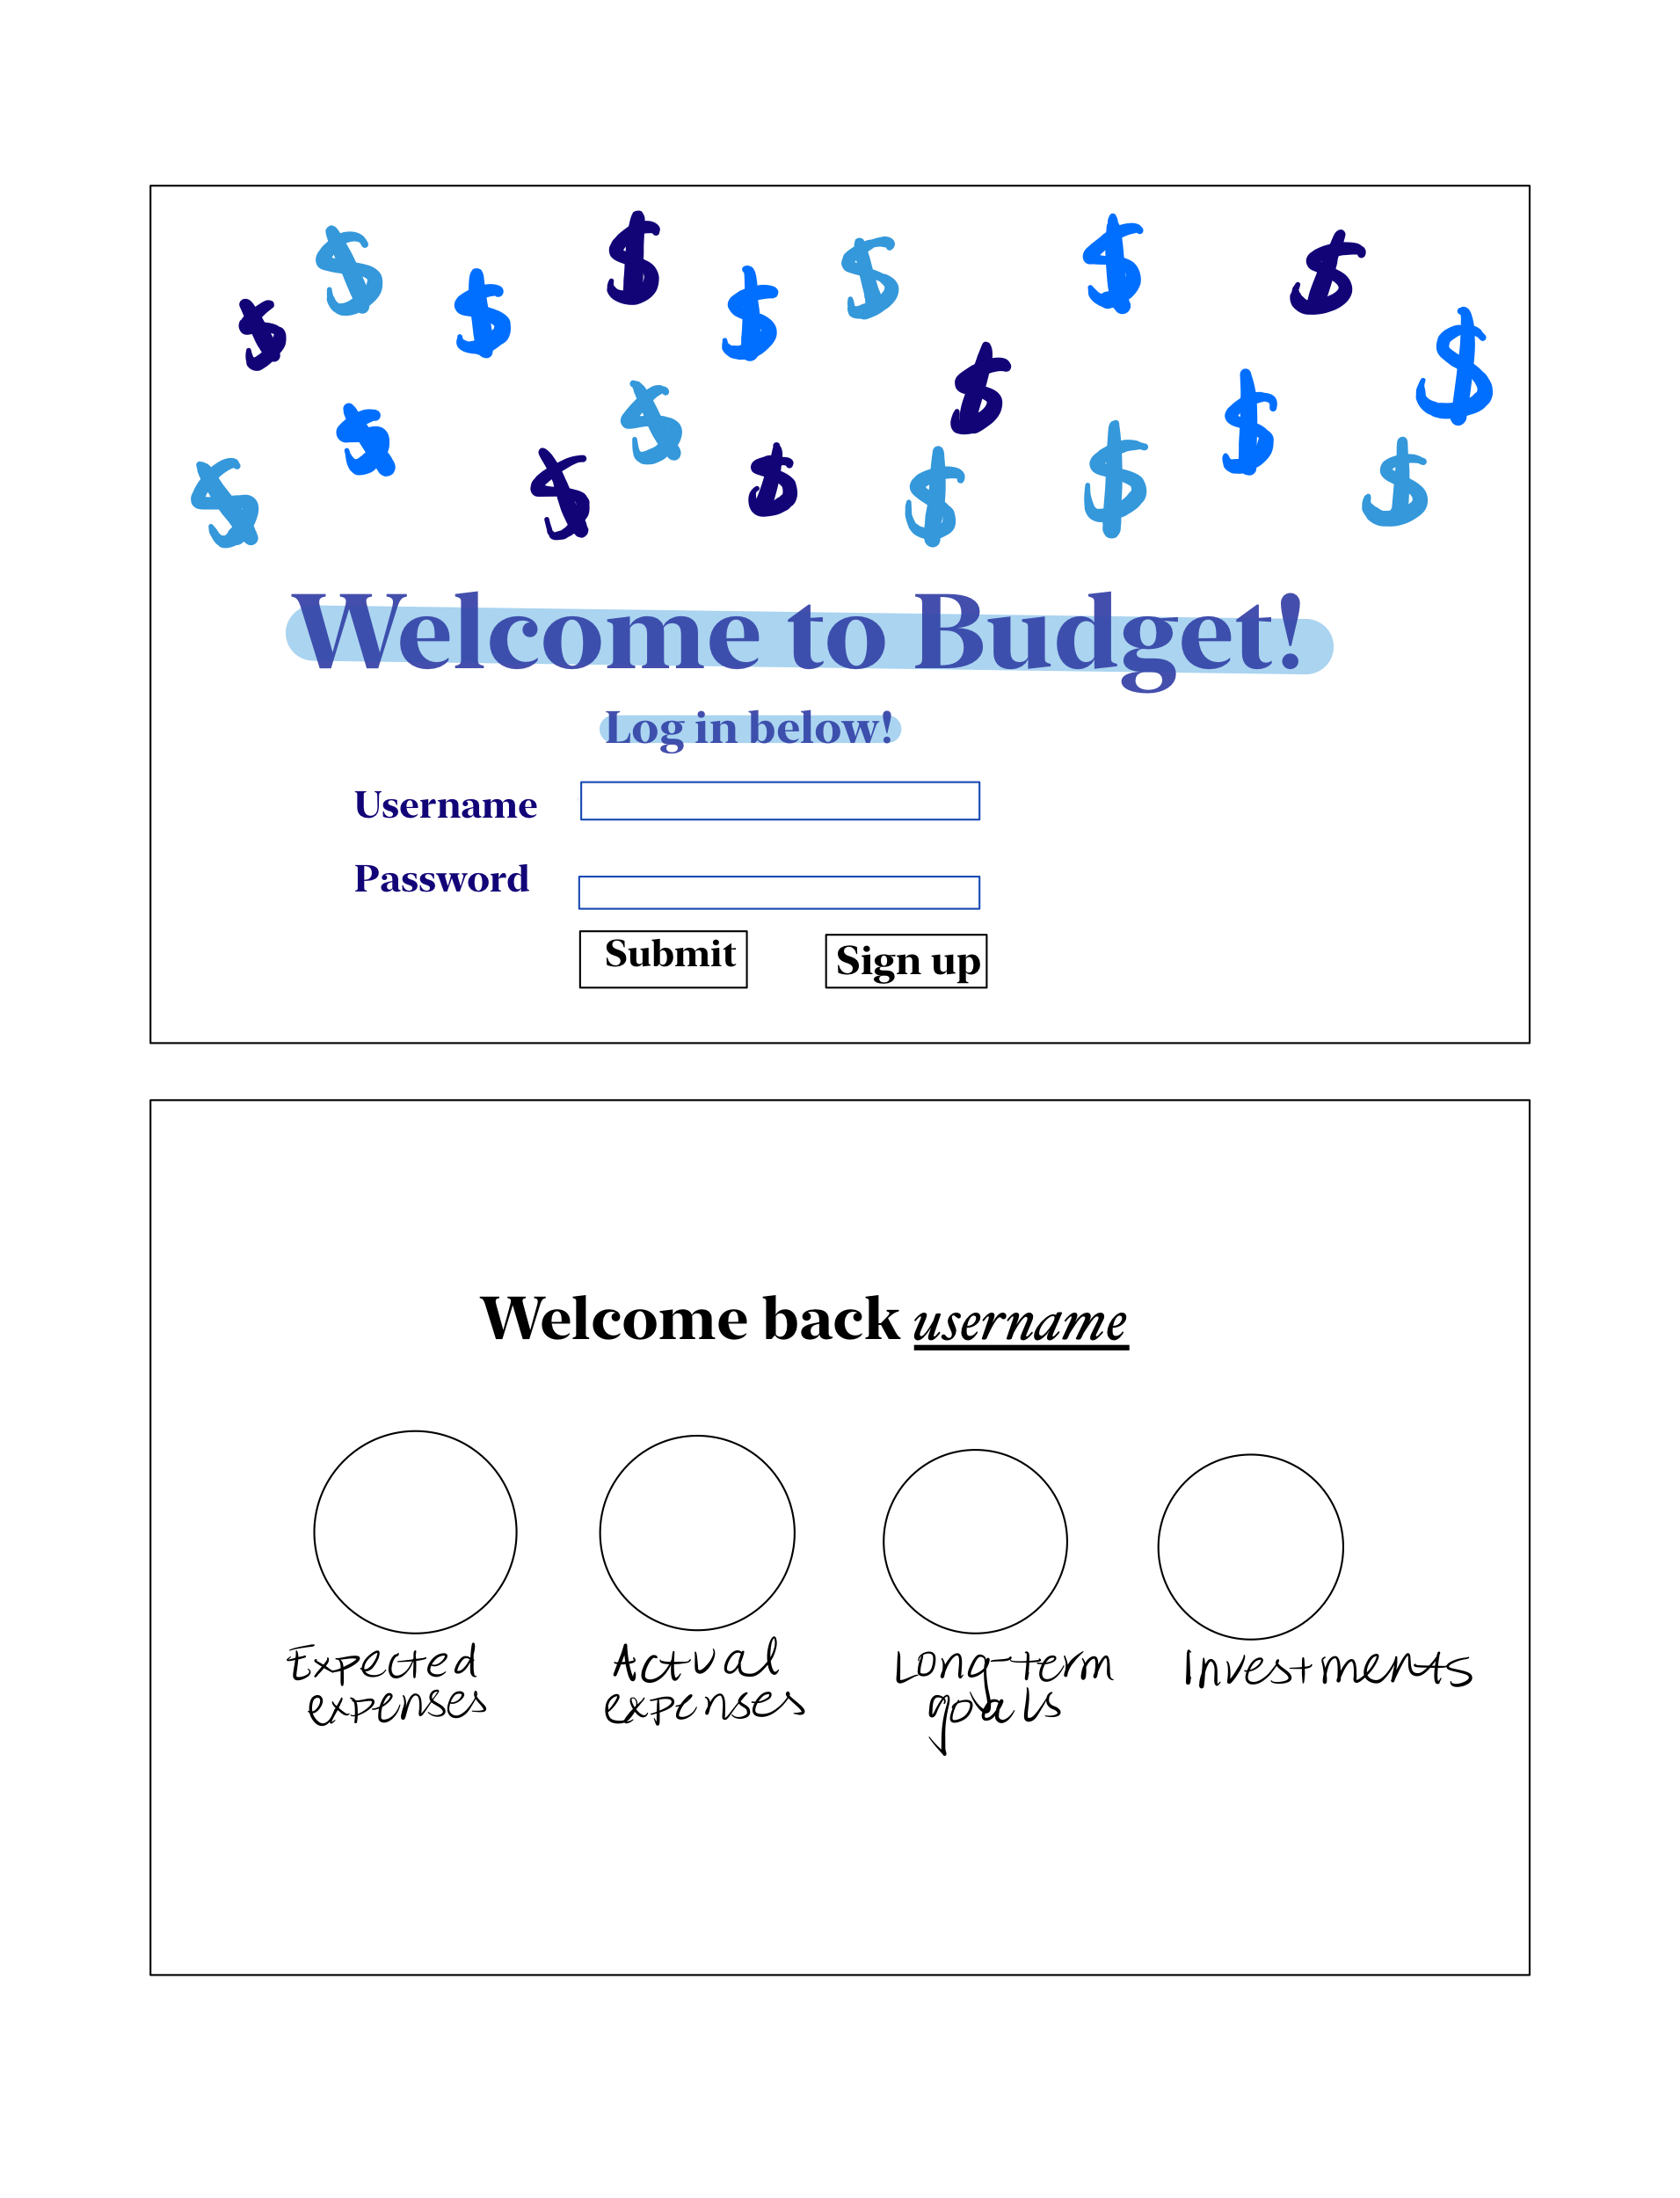 Welcome to Budget!
Log in below!
Username
Password
Submit Sign up
Welcome back username
Expected
expenses
Actual
expenses
Long-term
goals
Investments